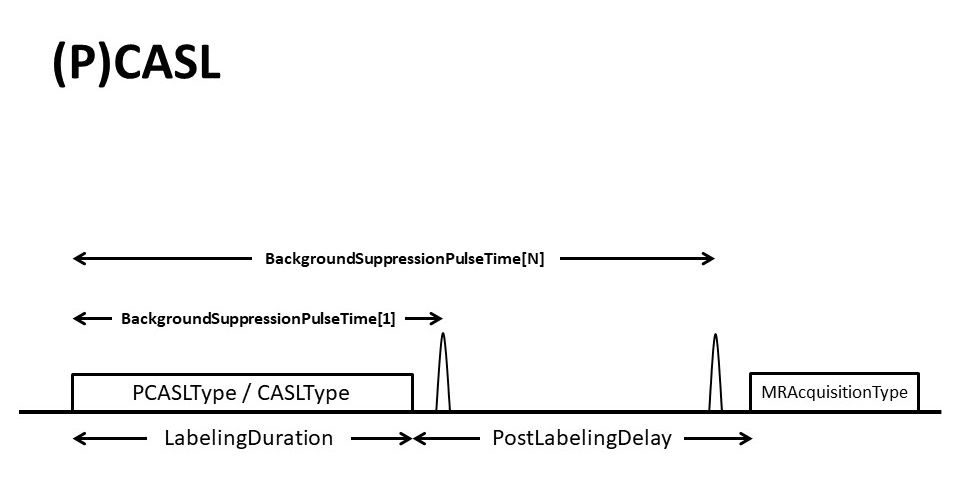 (P)CASL
BackgroundSuppressionPulseTime[N]
BackgroundSuppressionPulseTime[1]
PCASLType / CASLType
MRAcquisitionType
LabelingDuration
PostLabelingDelay